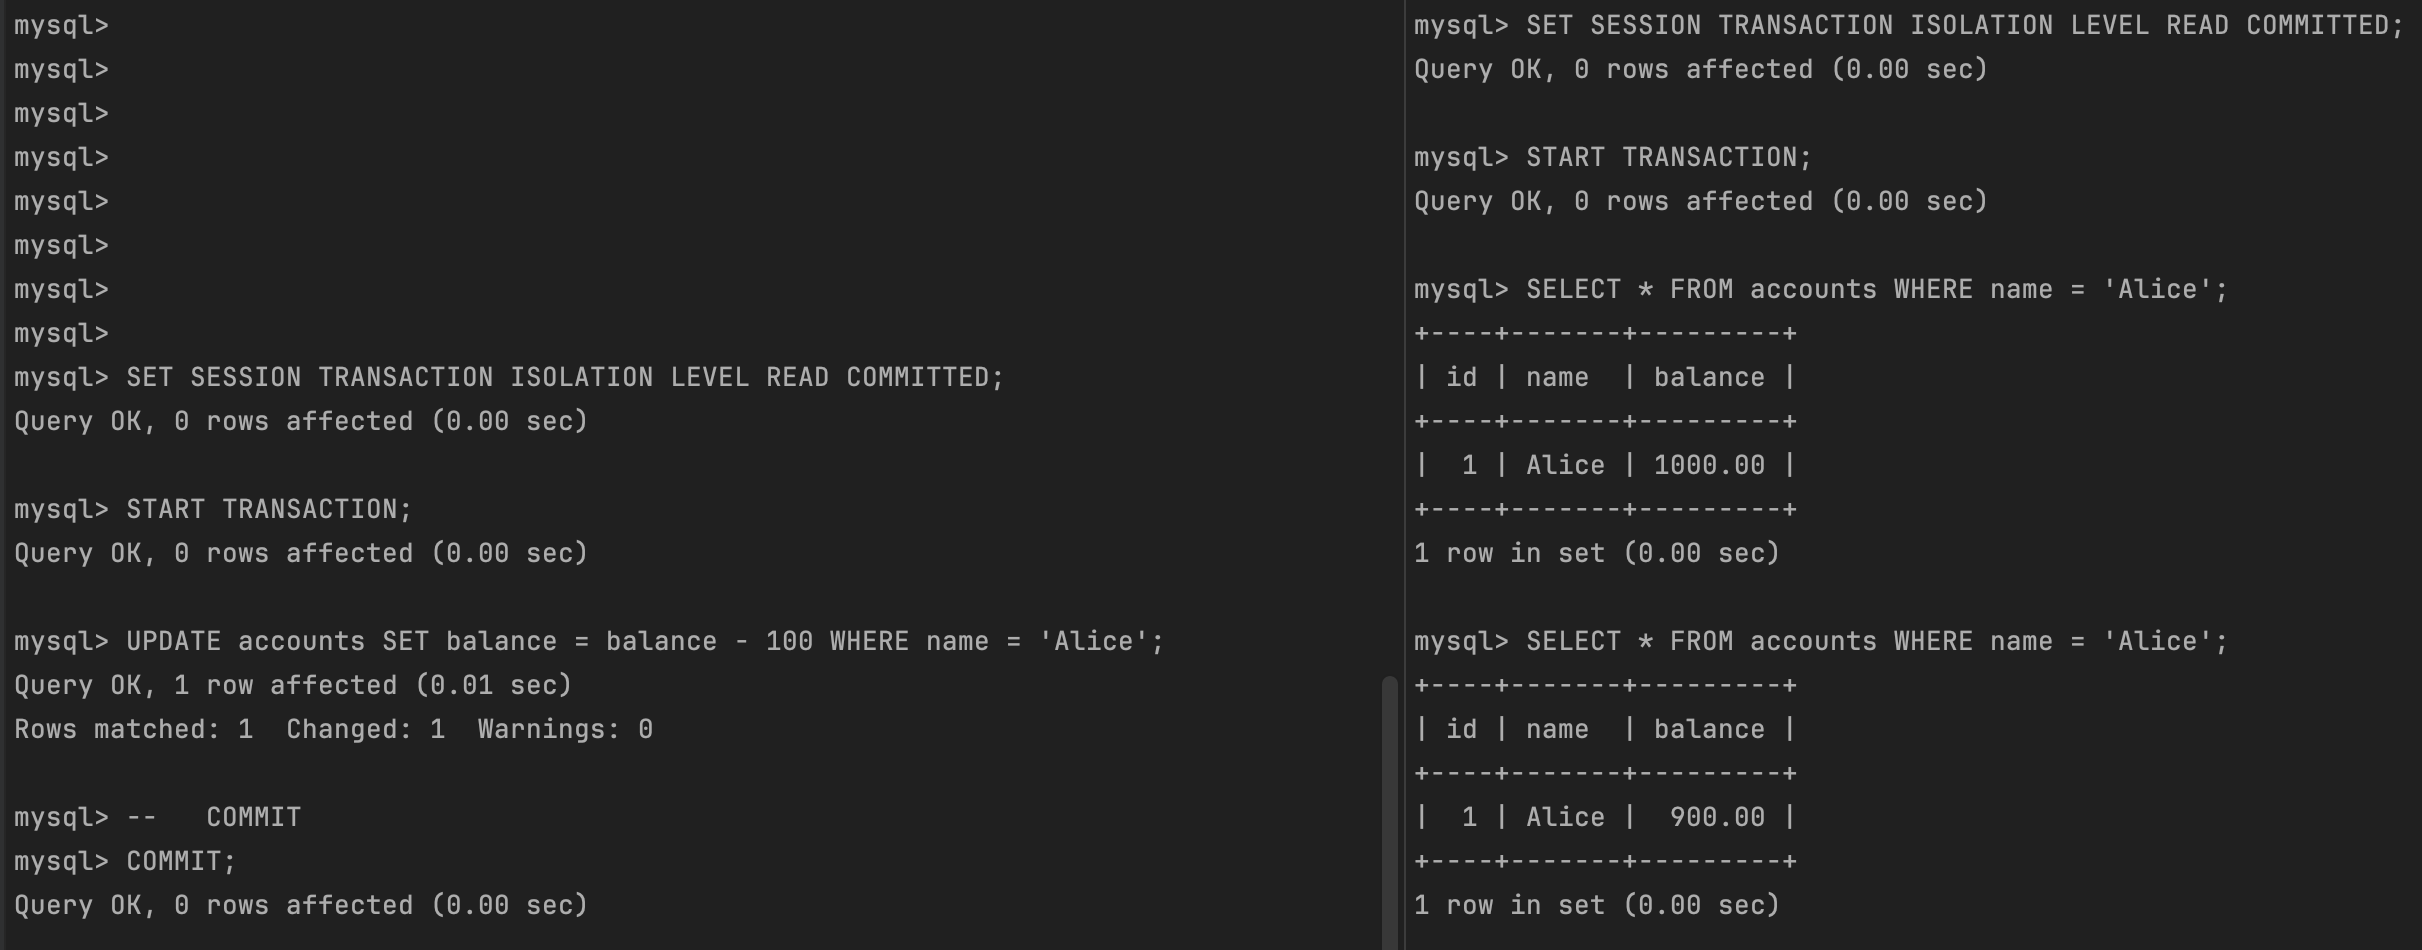 mysql>
mysql>
mysql>
mysql>
mysql>
mysql>
mysql>
mysql>
mysql> SET SESSION TRANSACTION ISOLATION LEVEL READ COMMITTED;
Query OK, 0 rows affected (0.00 sec)
mysql> START TRANSACTION;
Query OK, 0 rows affected (0.00 sec)
mysql> UPDATE accounts SET balance = balance - 100 WHERE name = 'Alice';
Query OK, 1 row affected (0.01 sec)
Rows matched: 1  Changed: 1  Warnings: 0
mysql> --   COMMIT
mysql> COMMIT;
Query OK, 0 rows affected (0.00 sec)
mysql> SET SESSION TRANSACTION ISOLATION LEVEL READ COMMITTED;
Query OK, 0 rows affected (0.00 sec)
mysql> START TRANSACTION;
Query OK, 0 rows affected (0.00 sec)
mysql> SELECT * FROM accounts WHERE name = 'Alice';
+----+-------+---------+
| id | name  | balance |
+----+-------+---------+
|  1 | Alice | 1000.00 |
+----+-------+---------+
1 row in set (0.00 sec)
mysql> SELECT * FROM accounts WHERE name = 'Alice';
+----+-------+---------+
| id | name  | balance |
+----+-------+---------+
|  1 | Alice |  900.00 |
+----+-------+---------+
1 row in set (0.00 sec)